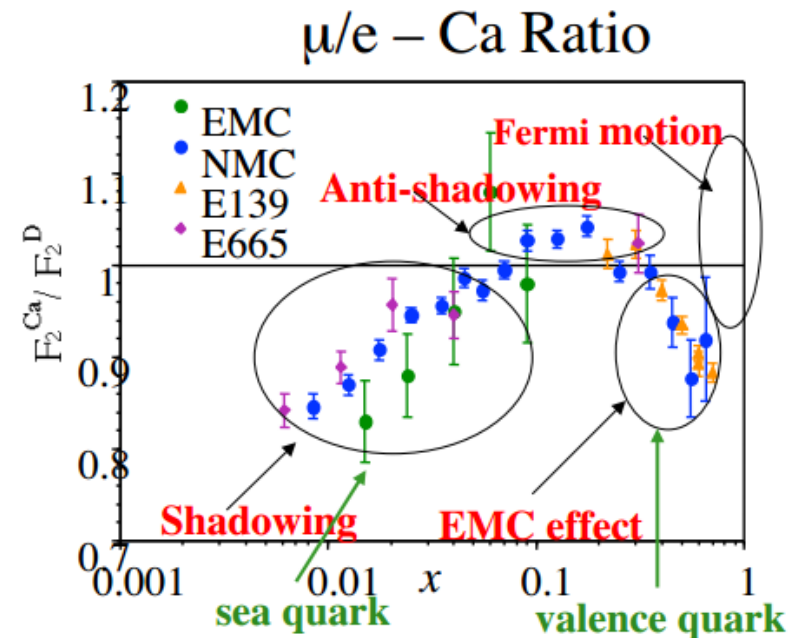 μ/e – Ca Ratio
1.2
EMC
NMC
E139
E665
Fermi motion
1.1
Anti-shadowing
F₂ᶜᵃ/ F₂ᴰ
1
0.9
0.8
Shadowing
EMC effect
0.7
0.001 0.01 x 0.1 1
sea quark
valence quark